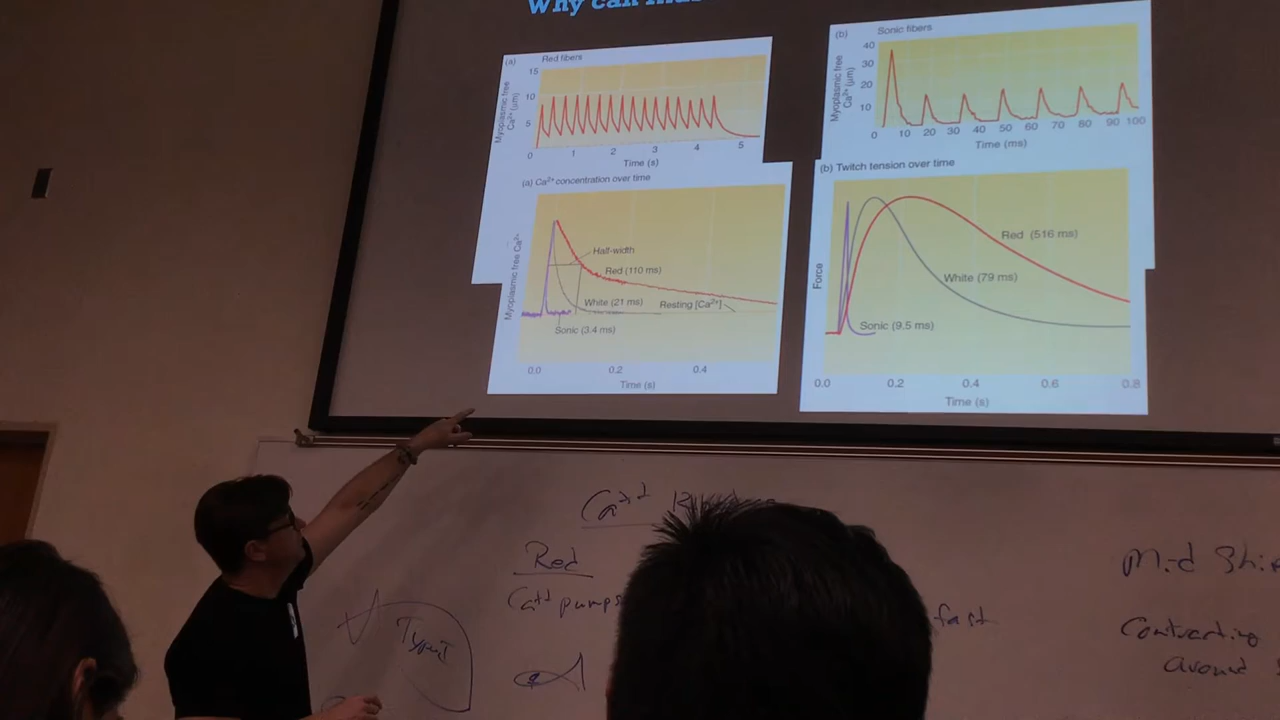 Why can
(a)
Red fibers
Myoplasmic free
Ca²⁺ (μm)
15
10
5
0
1
2
3
4
5
Time (s)
(b)
Sonic fibers
Myoplasmic free
Ca²⁺ (μm)
40
30
20
10
0
10 20 30 40 50 60 70 80 90 100
Time (ms)
(a) Ca²⁺ concentration over time
Myoplasmic free Ca²⁺
Half-width
Red (110 ms)
White (21 ms)
Resting [Ca²⁺]
Sonic (3.4 ms)
0.0 0.2 0.4
Time (s)
(b) Twitch tension over time
Force
Red (516 ms)
White (79 ms)
Sonic (9.5 ms)
0.0 0.2 0.4 0.6 0.8
Time (s)
Red
Ca²⁺ pumps
fast
Contracting
around